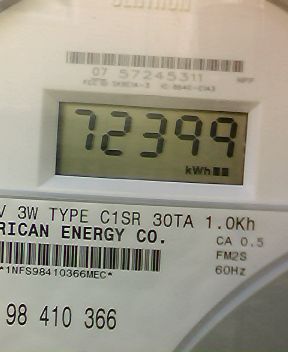 07 57245311
72399
kWh
V 3W TYPE C1SR 30TA 1.0Kh
RICAN ENERGY CO.
CA 0.5
FM2S
*1NFS98410366MEC*
60Hz
98 410 366